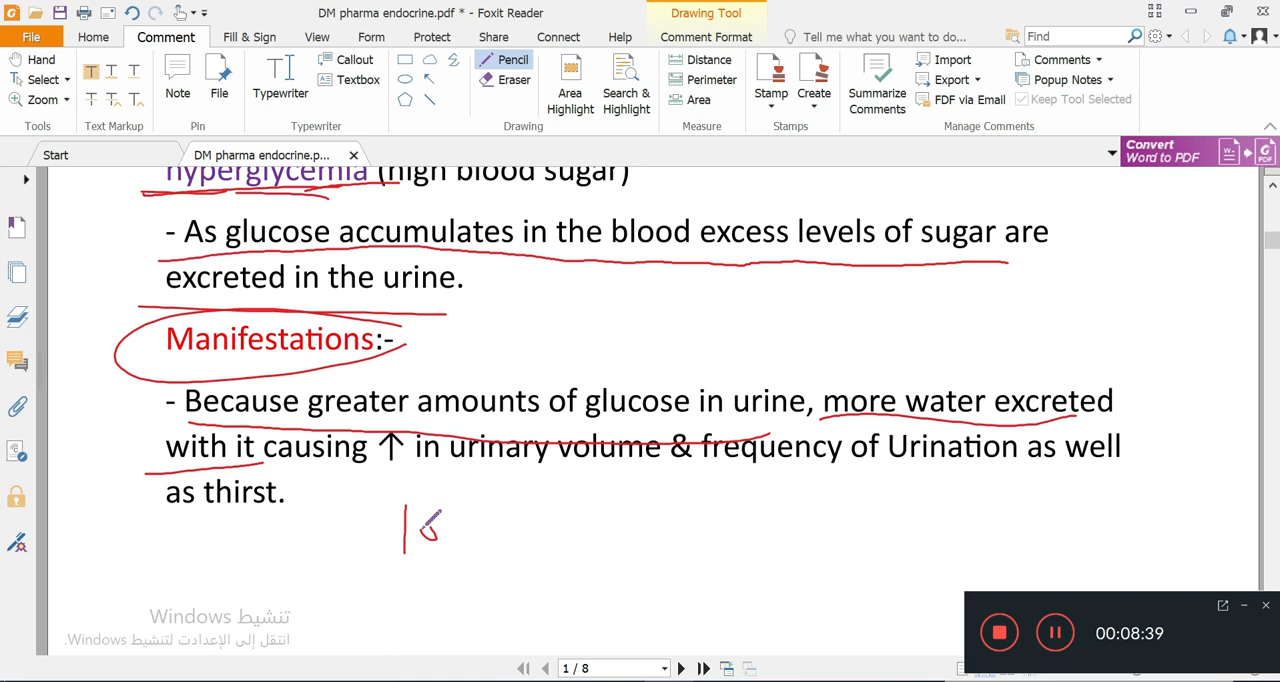 DM pharma endocrine.pdf * - Foxit Reader
Drawing Tool
File Home Comment Fill & Sign View Form Protect Share Connect Help Comment Format Tell me what you want to do... Find
Hand
Select
Zoom
Tools
Text Markup
Note
File
Pin
Typewriter
Callout
Textbox
Typewriter
Pencil
Eraser
Area Highlight
Search & Highlight
Drawing
Distance
Perimeter
Area
Measure
Stamp
Create
Stamps
Summarize Comments
Import
Export
FDF via Email
Comments
Popup Notes
Keep Tool Selected
Manage Comments
Start
DM pharma endocrine.p...
Convert
Word to PDF
hyperglycemia (high blood sugar)
- As glucose accumulates in the blood excess levels of sugar are
excreted in the urine.
Manifestations:-
- Because greater amounts of glucose in urine, more water excreted
with it causing ↑ in urinary volume & frequency of Urination as well
as thirst.
تنشيط Windows
انتقل إلى الإعدادات لتنشيط Windows.
00:08:39
1 / 8